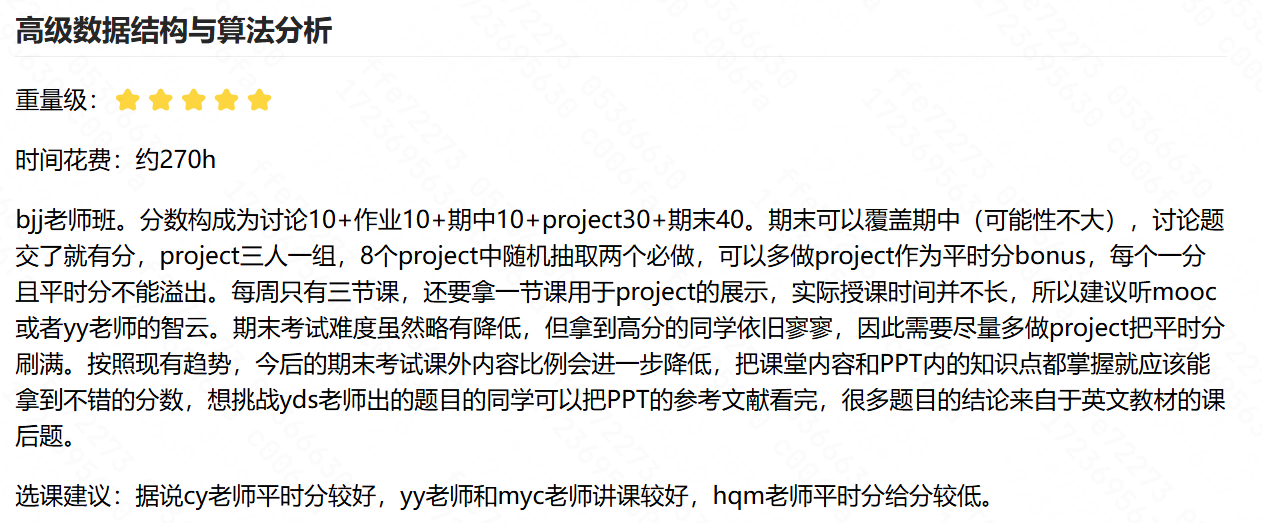 高级数据结构与算法分析
重量级：
时间花费：约270h
bjj老师班。分数构成为讨论10+作业10+期中10+project30+期末40。期末可以覆盖期中（可能性不大），讨论题
交了就有分，project三人一组，8个project中随机抽取两个必做，可以多做project作为平时分bonus，每个一分
且平时分不能溢出。每周只有三节课，还要拿一节课用于project的展示，实际授课时间并不长，所以建议听mooc
或者yy老师的智云。期末考试难度虽然略有降低，但拿到高分的同学依旧寥寥，因此需要尽量多做project把平时分
刷满。按照现有趋势，今后的期末考试课外内容比例会进一步降低，把课堂内容和PPT内的知识点都掌握就应该能
拿到不错的分数，想挑战yds老师出的题目的同学可以把PPT的参考文献看完，很多题目的结论来自于英文教材的课
后题。
选课建议：据说cy老师平时分较好，yy老师和myc老师讲课较好，hqm老师平时分给分较低。